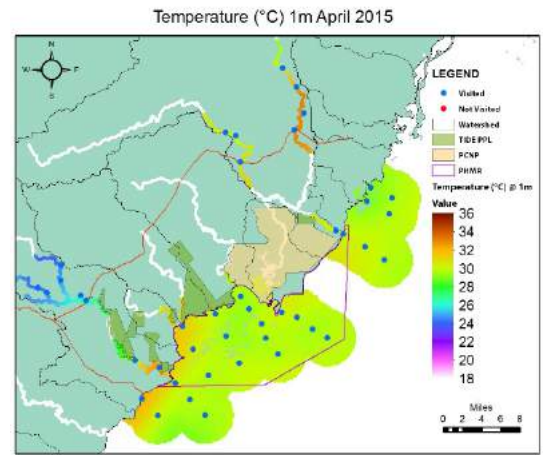 Temperature (°C) 1m April 2015
N
W
E
S
LEGEND
Visited
Not Visited
Watershed
TIDE PPL
PCNP
PHMR
Temperature (°C) @ 1m
Value
36
34
32
30
28
26
24
22
20
18
Miles
0 2 4 6 8